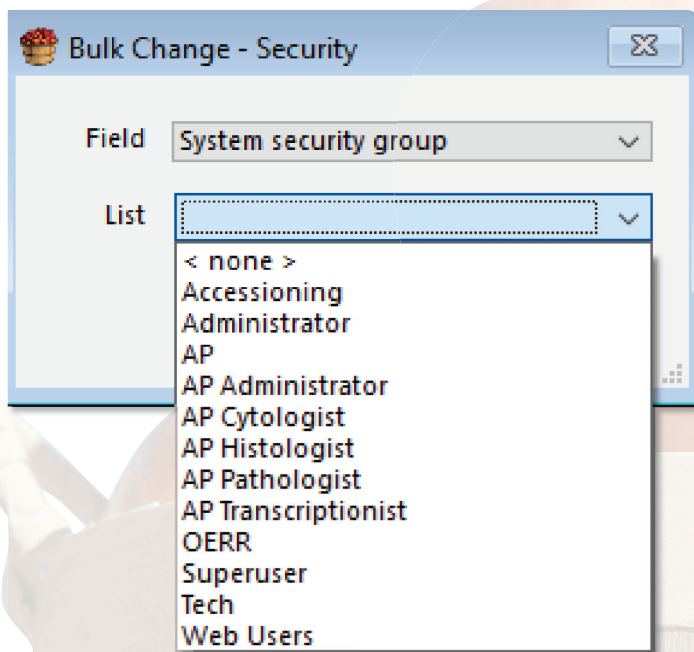 Bulk Change - Security
Field System security group
List
< none >
Accessioning
Administrator
AP
AP Administrator
AP Cytologist
AP Histologist
AP Pathologist
AP Transcriptionist
OERR
Superuser
Tech
Web Users